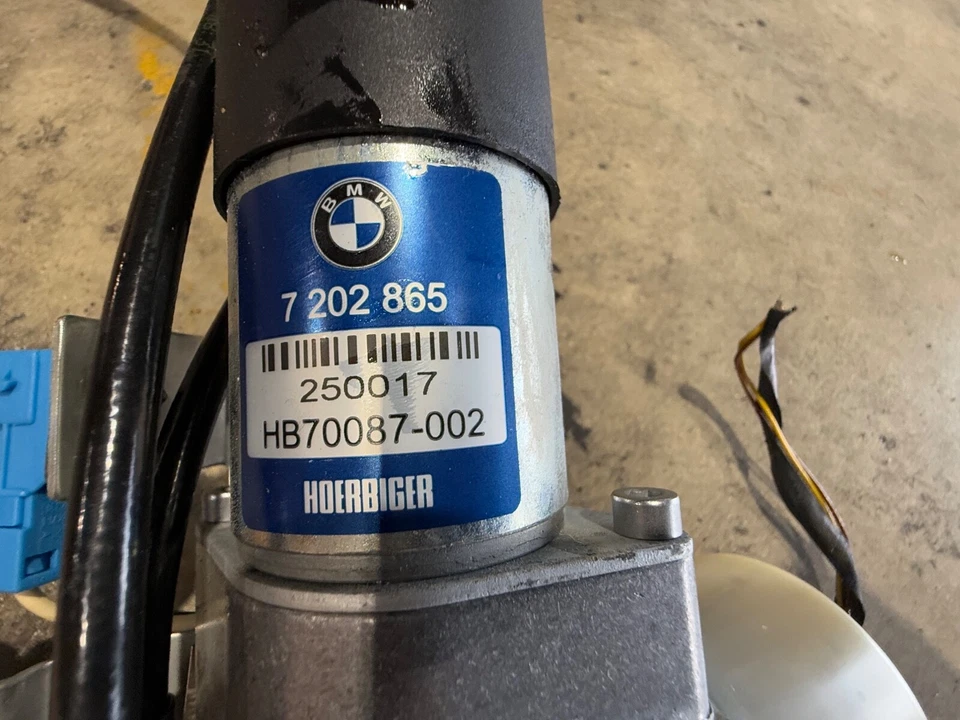 BMW
7 202 865
250017
HB70087-002
HOERBIGER